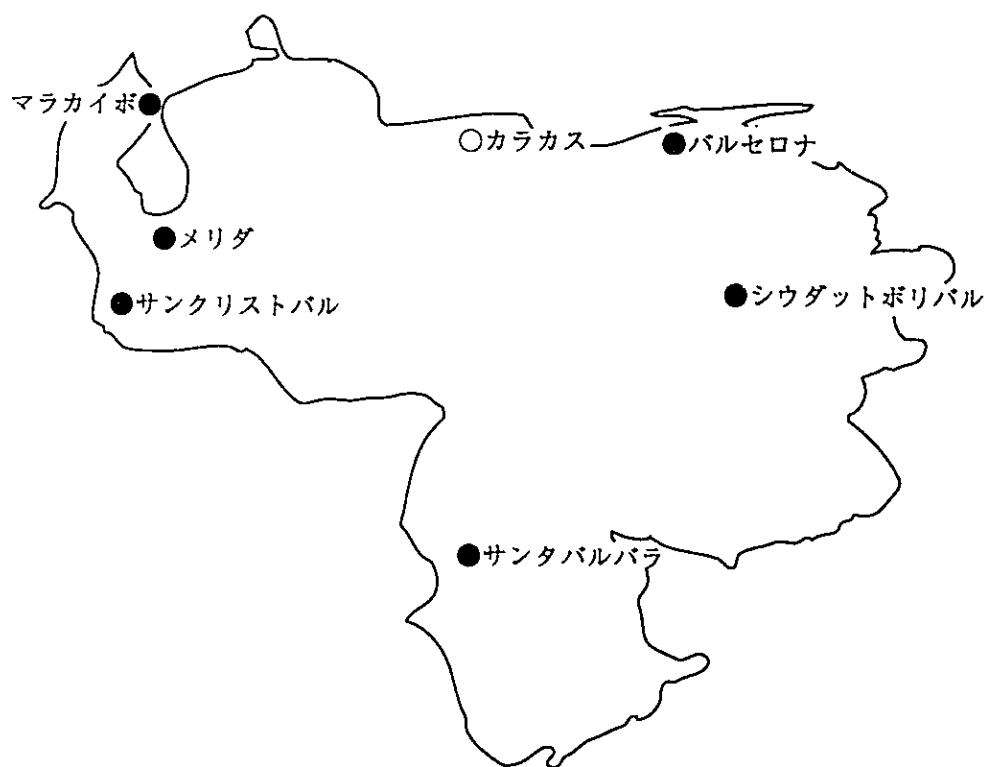 マラカイボ
カラカス
バルセロナ
メリダ
サンクリストバル
シウダットボリバル
サンタバルバラ